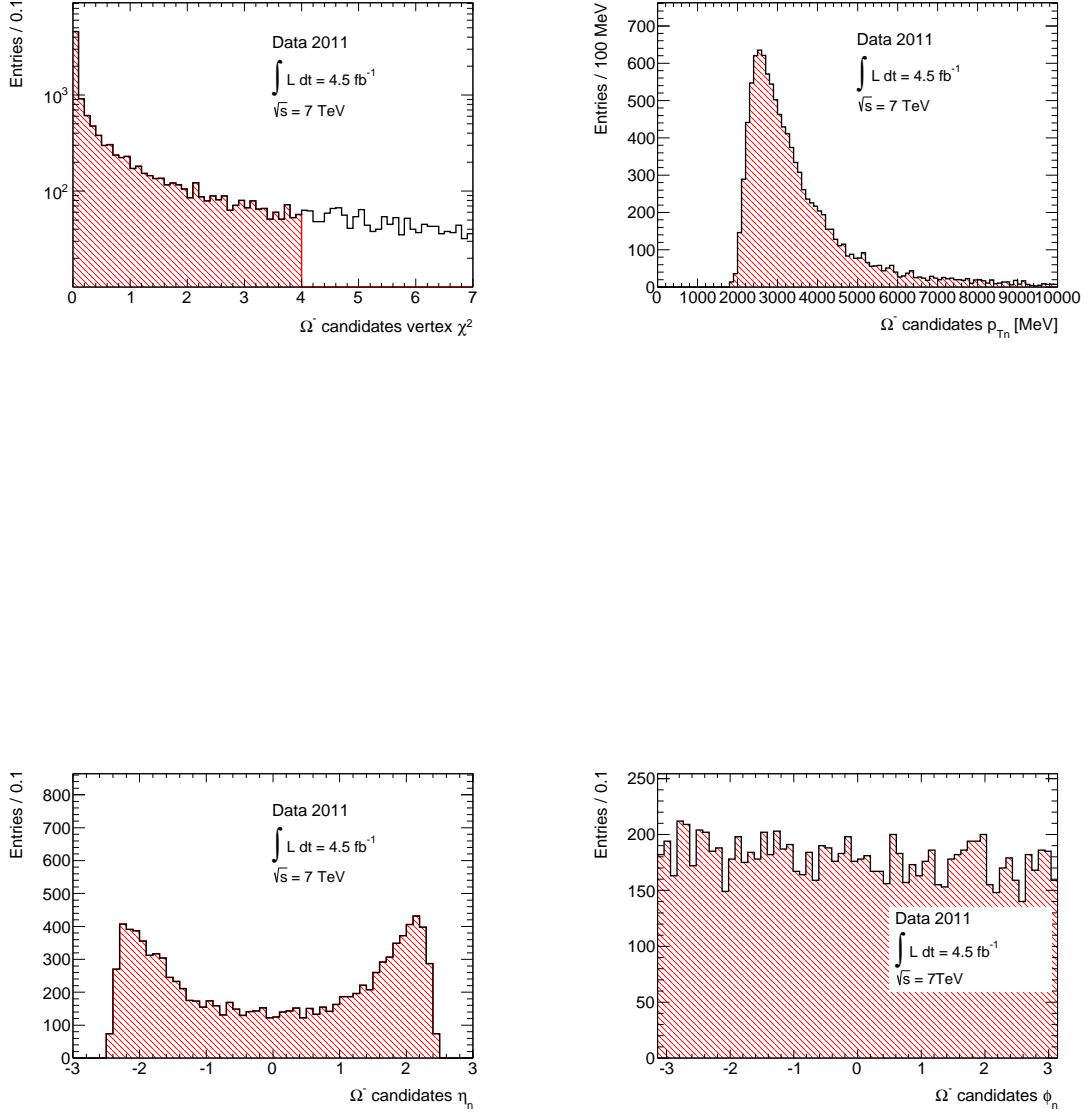 Entries / 0.1
10³
10²
Data 2011
∫ L dt = 4.5 fb⁻¹
√s = 7 TeV
0 1 2 3 4 5 6 7
Ω⁻ candidates vertex χ²
Entries / 100 MeV
700
600
500
400
300
200
100
0
Data 2011
∫ L dt = 4.5 fb⁻¹
√s = 7 TeV
0 1000 2000 3000 4000 5000 6000 7000 8000 9000 10000
Ω⁻ candidates p_Tn [MeV]
Entries / 0.1
800
700
600
500
400
300
200
100
0
Data 2011
∫ L dt = 4.5 fb⁻¹
√s = 7 TeV
-3 -2 -1 0 1 2 3
Ω⁻ candidates η_n
Entries / 0.1
250
200
150
100
50
0
Data 2011
∫ L dt = 4.5 fb⁻¹
√s = 7TeV
-3 -2 -1 0 1 2 3
Ω⁻ candidates ϕ_n